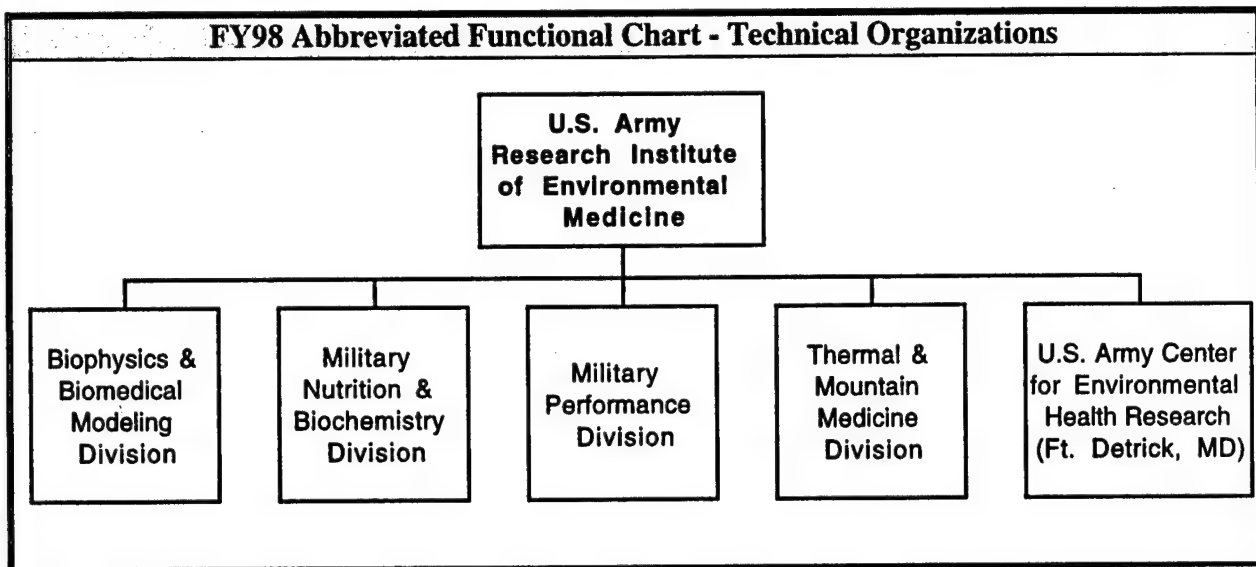 FY98 Abbreviated Functional Chart - Technical Organizations
U.S. Army
Research Institute
of Environmental
Medicine
Biophysics &
Biomedical
Modeling
Division
Military
Nutrition &
Biochemistry
Division
Military
Performance
Division
Thermal &
Mountain
Medicine
Division
U.S. Army Center
for Environmental
Health Research
(Ft. Detrick, MD)